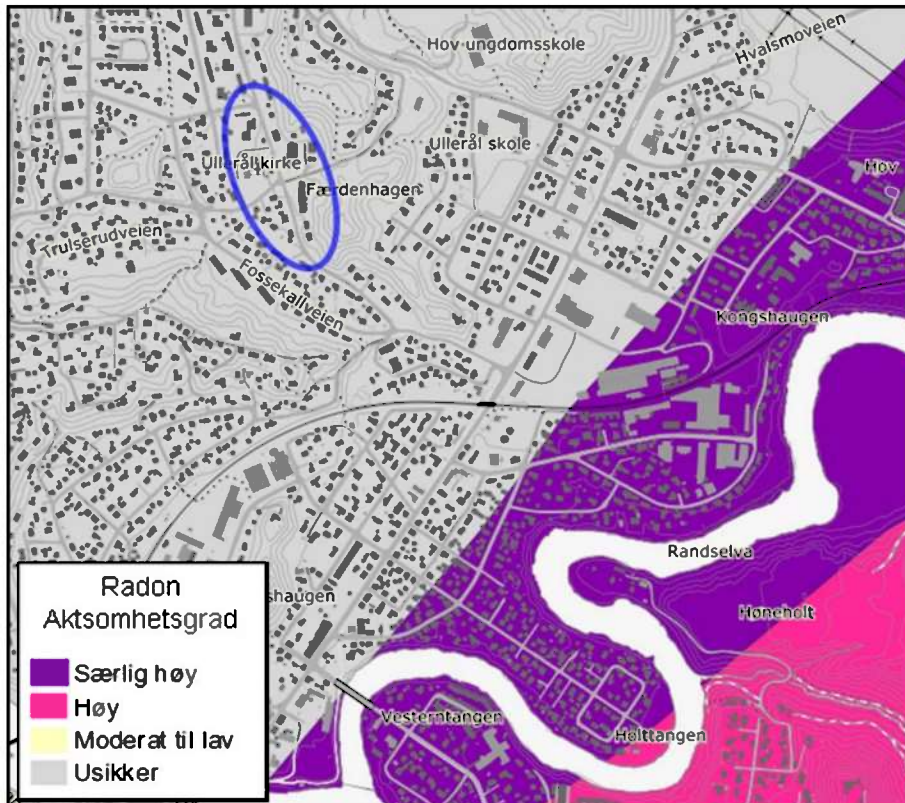 Hov ungdomsskole
Hvalsmoveien
Ullerål kirke
Ullerål skole
Færdenhagen
Hov
Trulserudveien
Fossekallveien
Kongshaugen
Randselva
Høneholt
shaugen
Vesterntangen
Holttangen
Radon
Aktsomhetsgrad
Særlig høy
Høy
Moderat til lav
Usikker